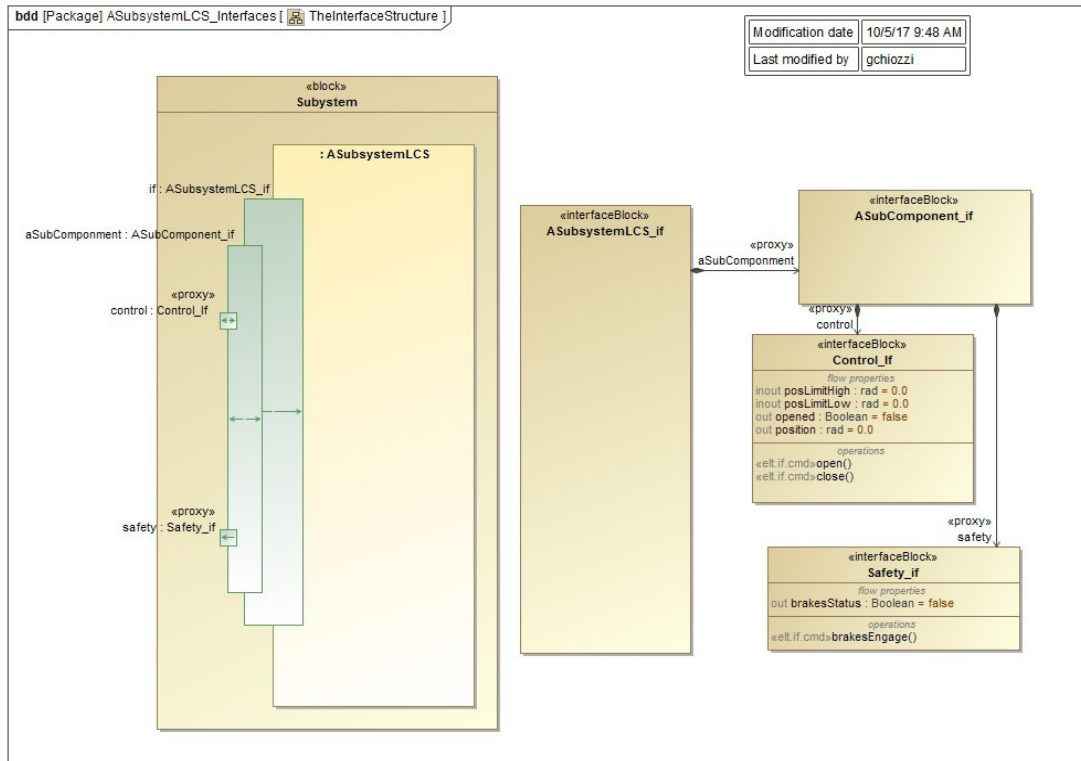 bdd [Package] ASubsystemLCS_Interfaces [ TheInterfaceStructure ]
Modification date 10/5/17 9:48 AM
Last modified by gchiozzi
«block»
Subystem
: ASubsystemLCS
if : ASubsystemLCS_if
aSubComponment : ASubComponent_if
«proxy»
control : Control_If
«proxy»
safety : Safety_if
«interfaceBlock»
ASubsystemLCS_if
«proxy»
aSubComponment
«interfaceBlock»
ASubComponent_if
«proxy»
control
«interfaceBlock»
Control_If
flow properties
inout posLimitHigh : rad = 0.0
inout posLimitLow : rad = 0.0
out opened : Boolean = false
out position : rad = 0.0
operations
«elt.if.cmd»open()
«elt.if.cmd»close()
«proxy»
safety
«interfaceBlock»
Safety_if
flow properties
out brakesStatus : Boolean = false
operations
«elt.if.cmd»brakesEngage()